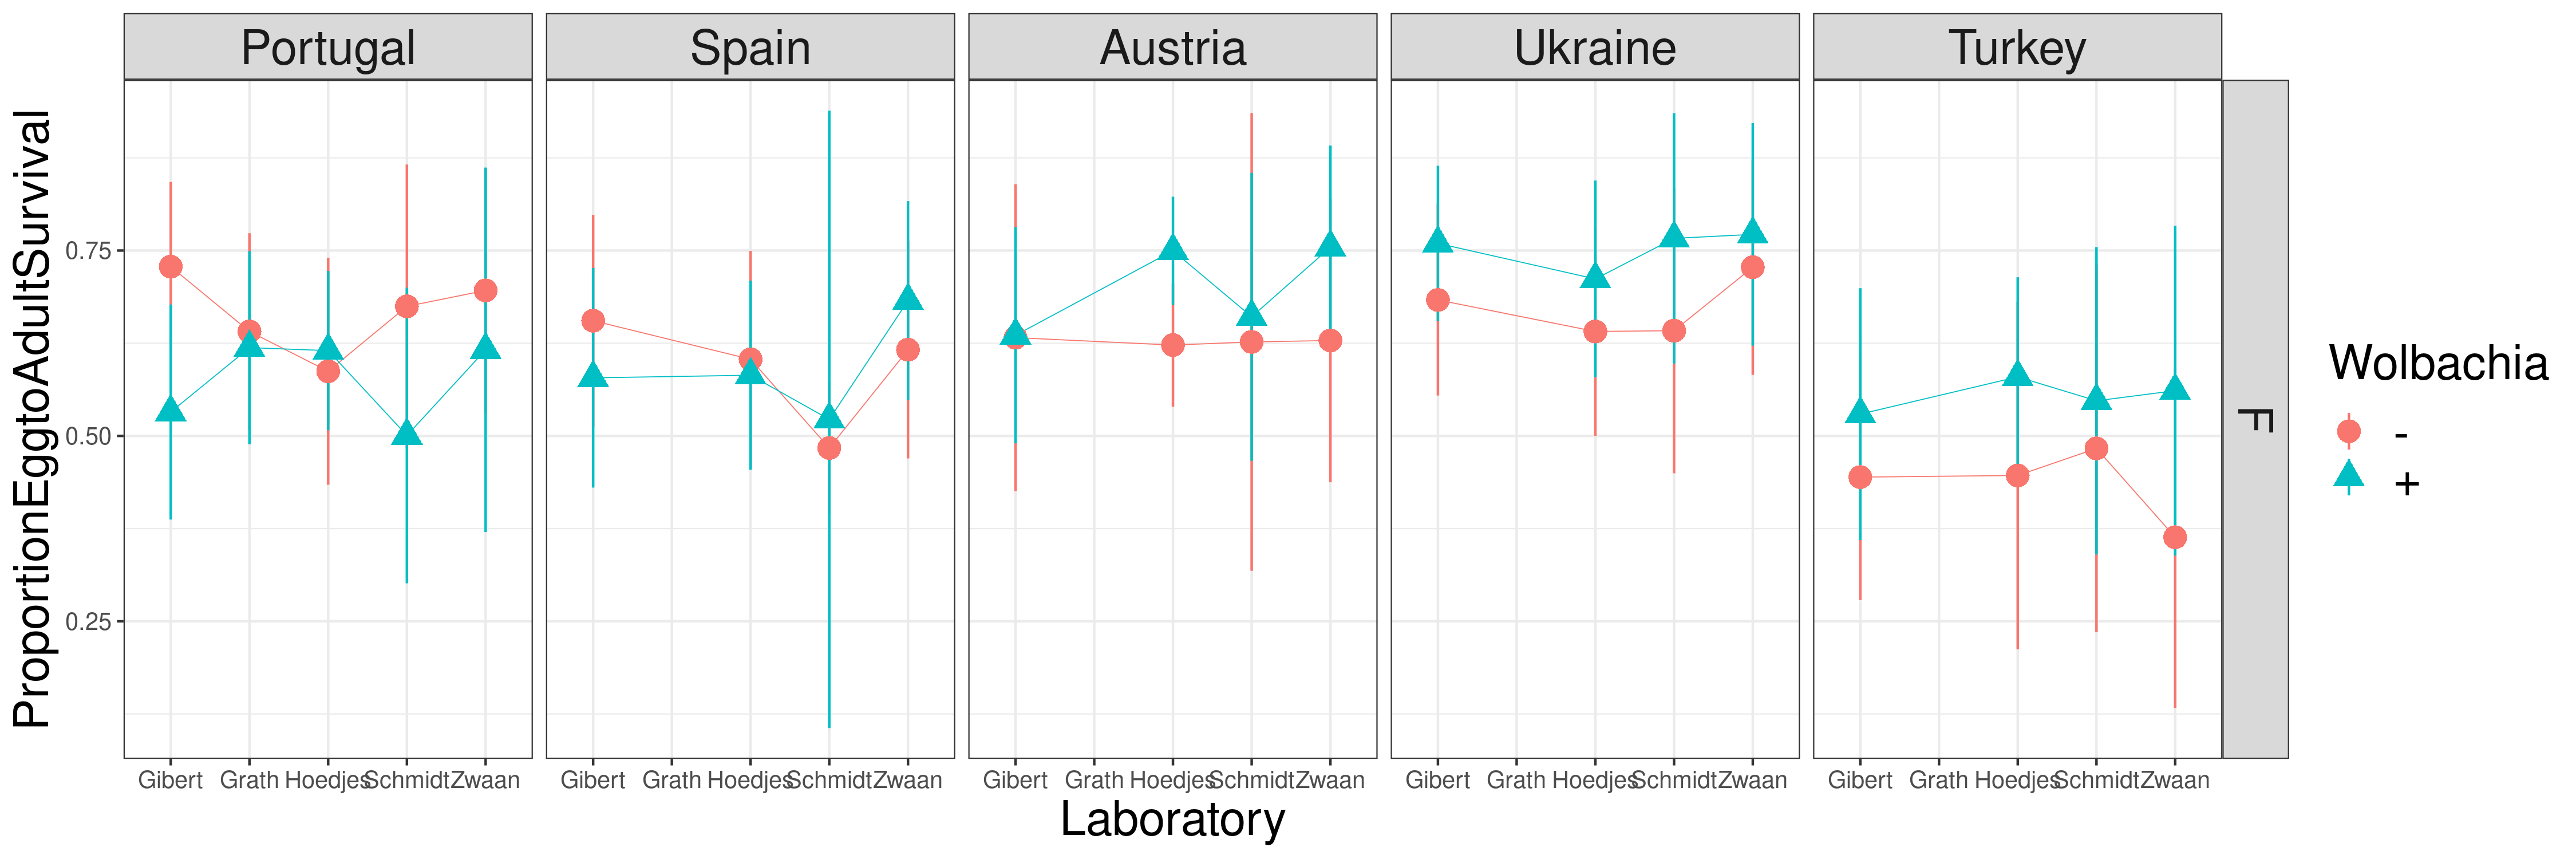 Portugal Spain Austria Ukraine Turkey
ProportionEggtoAdultSurvival
0.75
0.50
0.25
F
Wolbachia
-
+
Gibert Grath Hoedjes Schmidt Zwaan Gibert Grath Hoedjes Schmidt Zwaan Gibert Grath Hoedjes Schmidt Zwaan Gibert Grath Hoedjes Schmidt Zwaan Gibert Grath Hoedjes Schmidt Zwaan
Laboratory